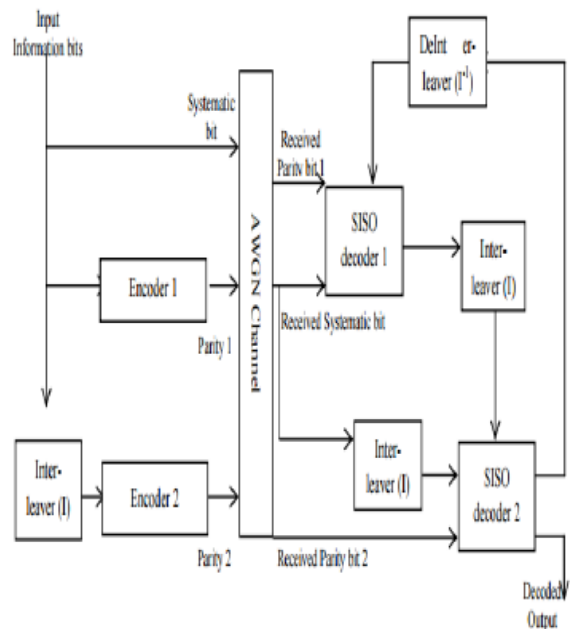 Input
Information bits
Systematic
bit
Received
Parity bit 1
DeInt er-
leaver (I⁻¹)
SISO
decoder 1
Inter-
leaver (I)
Encoder 1
Parity 1
AWGN Channel
Received Systematic bit
Inter-
leaver (I)
Encoder 2
Parity 2
Inter-
leaver (I)
SISO
decoder 2
Received Parity bit 2
Decoded
Output